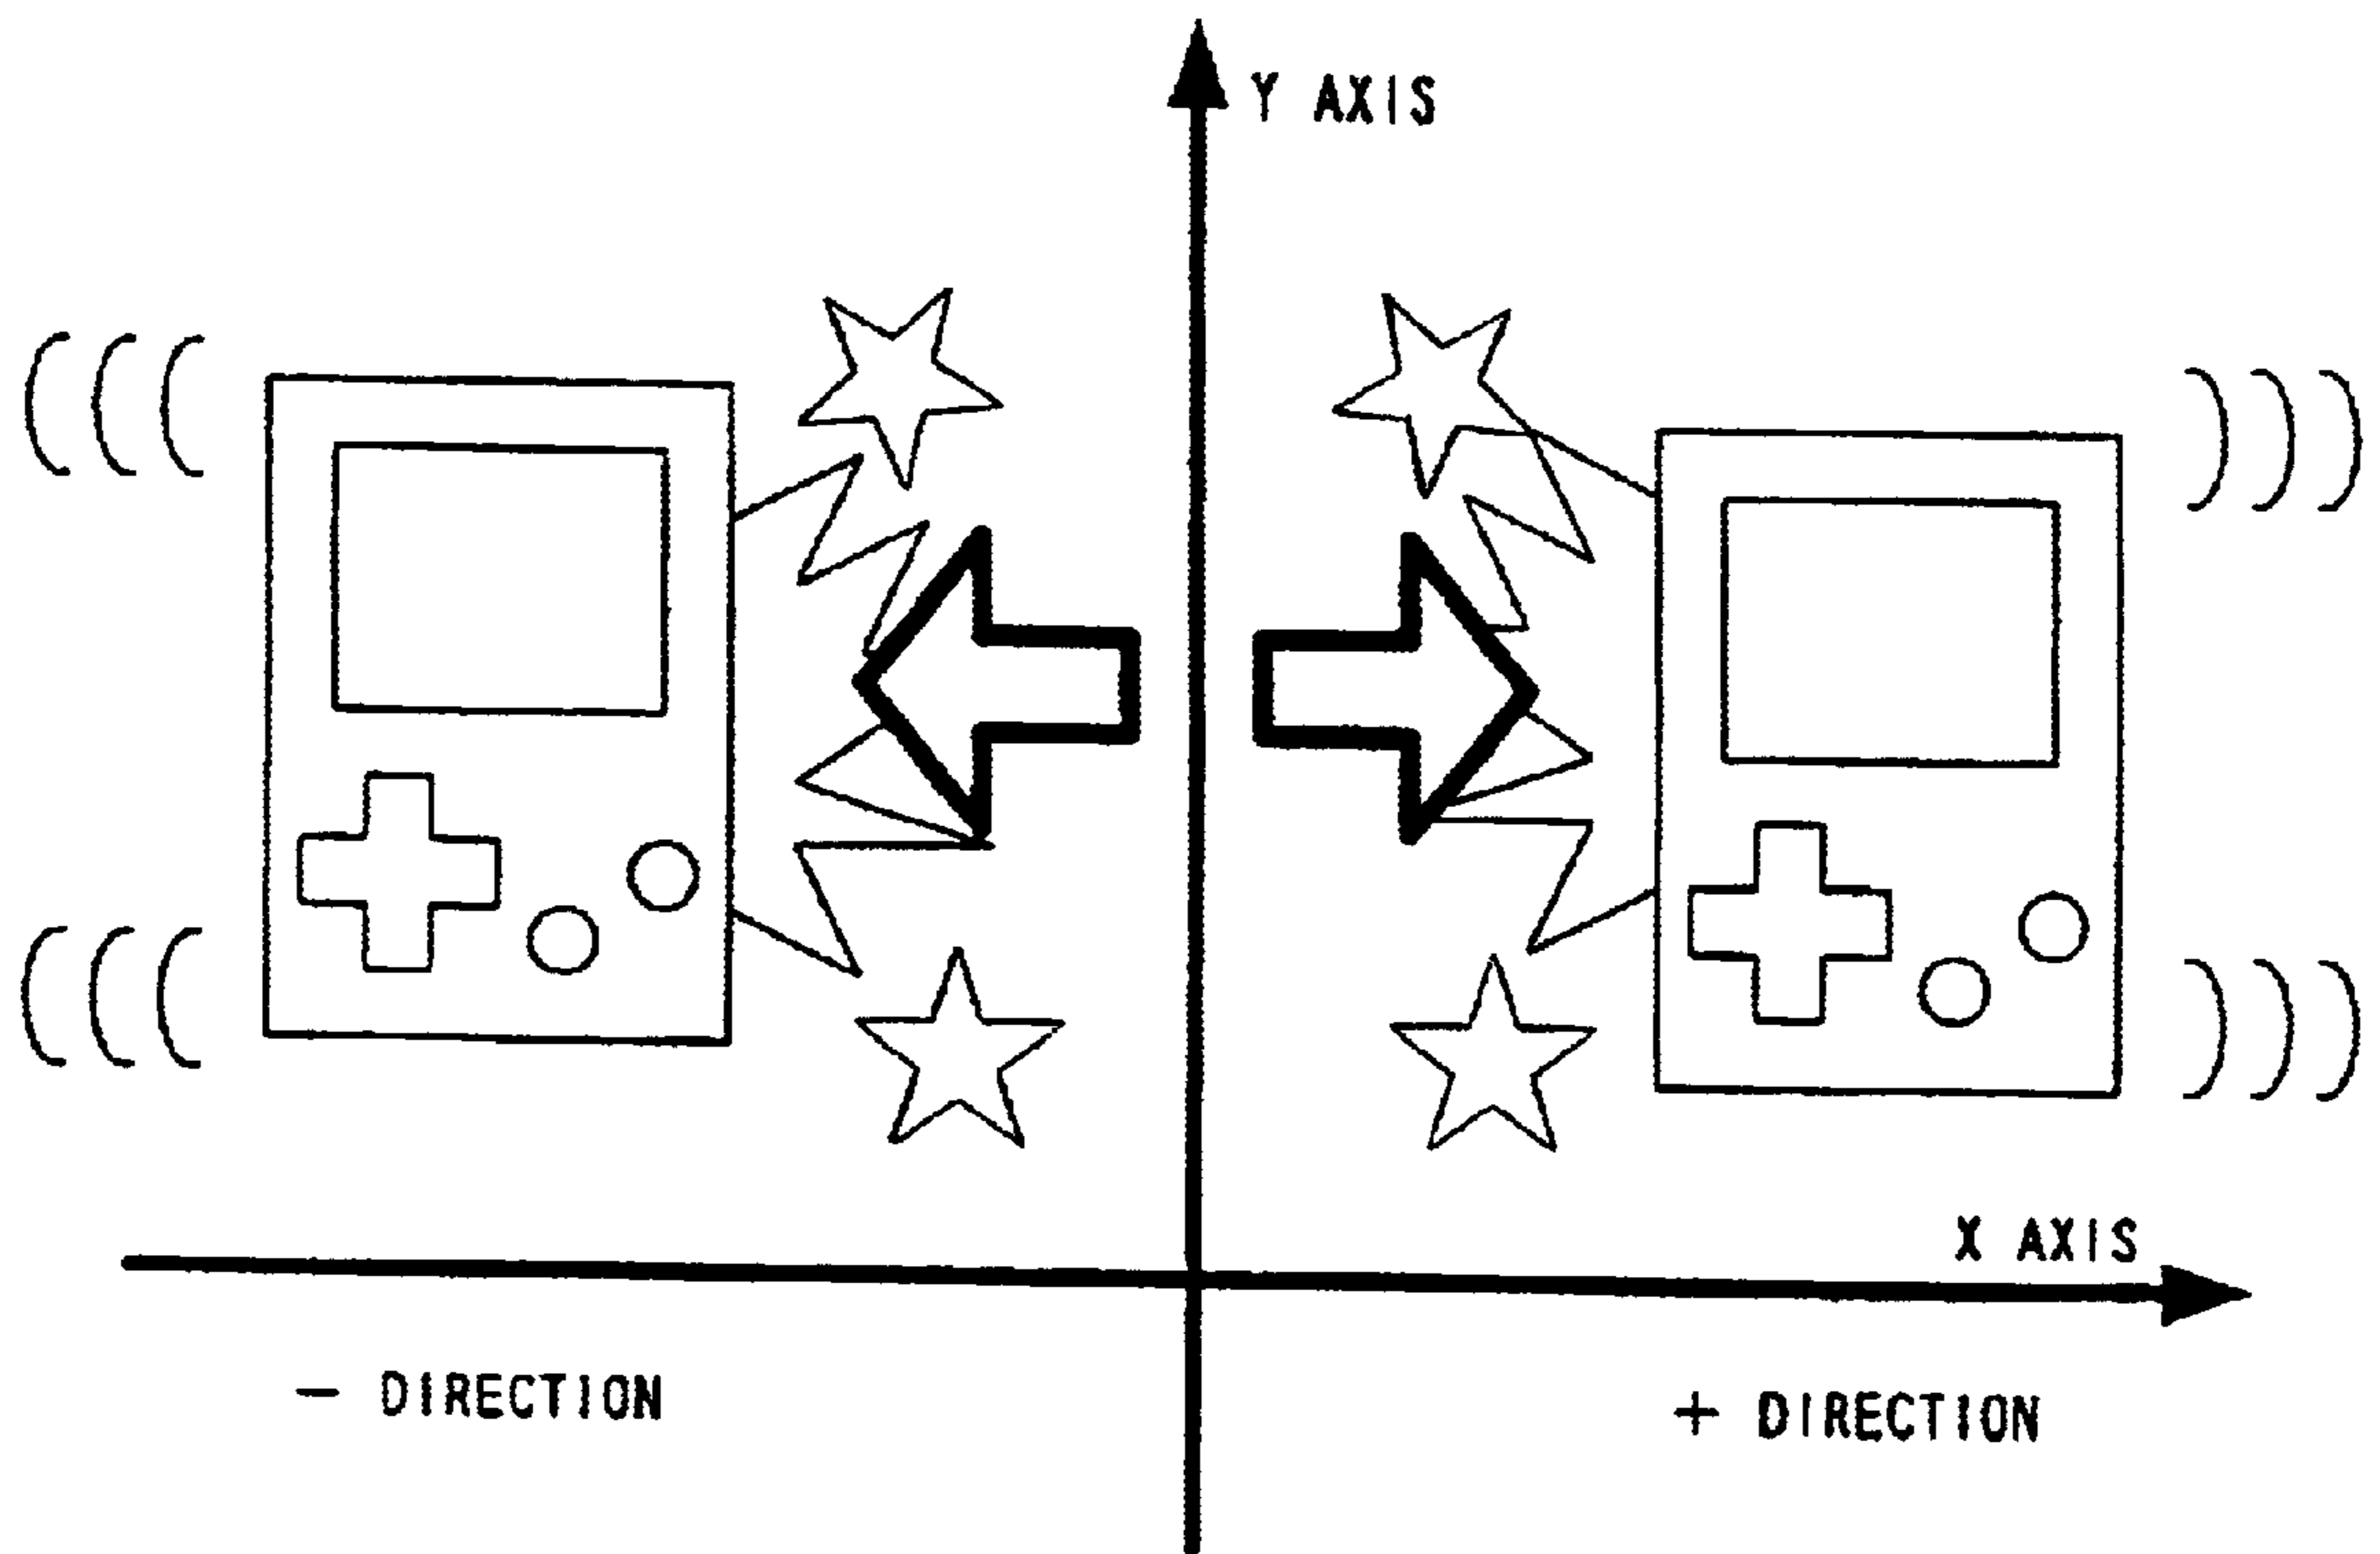 Y AXIS
X AXIS
— DIRECTION
+ DIRECTION